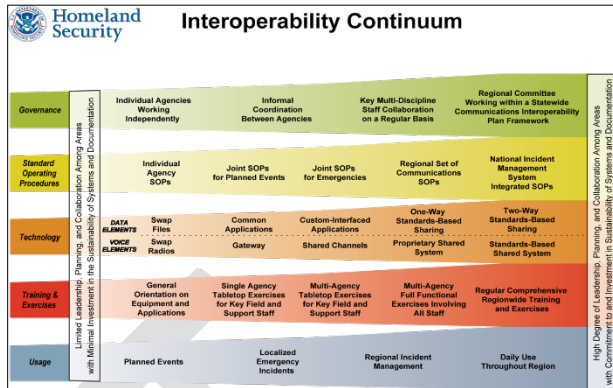 Homeland
Security
Interoperability Continuum
Limited Leadership, Planning, and Collaboration Among Areas
with Minimal Investment in the Sustainability of Systems and Documentation
High Degree of Leadership, Planning, and Collaboration Among Areas
with Commitment to and Investment in Sustainability of Systems and Documentation
Governance
Individual Agencies
Working
Independently
Informal
Coordination
Between Agencies
Key Multi-Discipline
Staff Collaboration
on a Regular Basis
Regional Committee
Working within a Statewide
Communications Interoperability
Plan Framework
Standard
Operating
Procedures
Individual
Agency
SOPs
Joint SOPs
for Planned Events
Joint SOPs
for Emergencies
Regional Set of
Communications
SOPs
National Incident
Management
System
Integrated SOPs
Technology
DATA
ELEMENTS
Swap
Files
Common
Applications
Custom-Interfaced
Applications
One-Way
Standards-Based
Sharing
Two-Way
Standards-Based
Sharing
VOICE
ELEMENTS
Swap
Radios
Gateway
Shared Channels
Proprietary Shared
System
Standards-Based
Shared System
Training &
Exercises
General
Orientation on
Equipment and
Applications
Single Agency
Tabletop Exercises
for Key Field and
Support Staff
Multi-Agency
Tabletop Exercises
for Key Field and
Support Staff
Multi-Agency
Full Functional
Exercises Involving
All Staff
Regular Comprehensive
Regionwide Training
and Exercises
Usage
Planned Events
Localized
Emergency
Incidents
Regional Incident
Management
Daily Use
Throughout Region